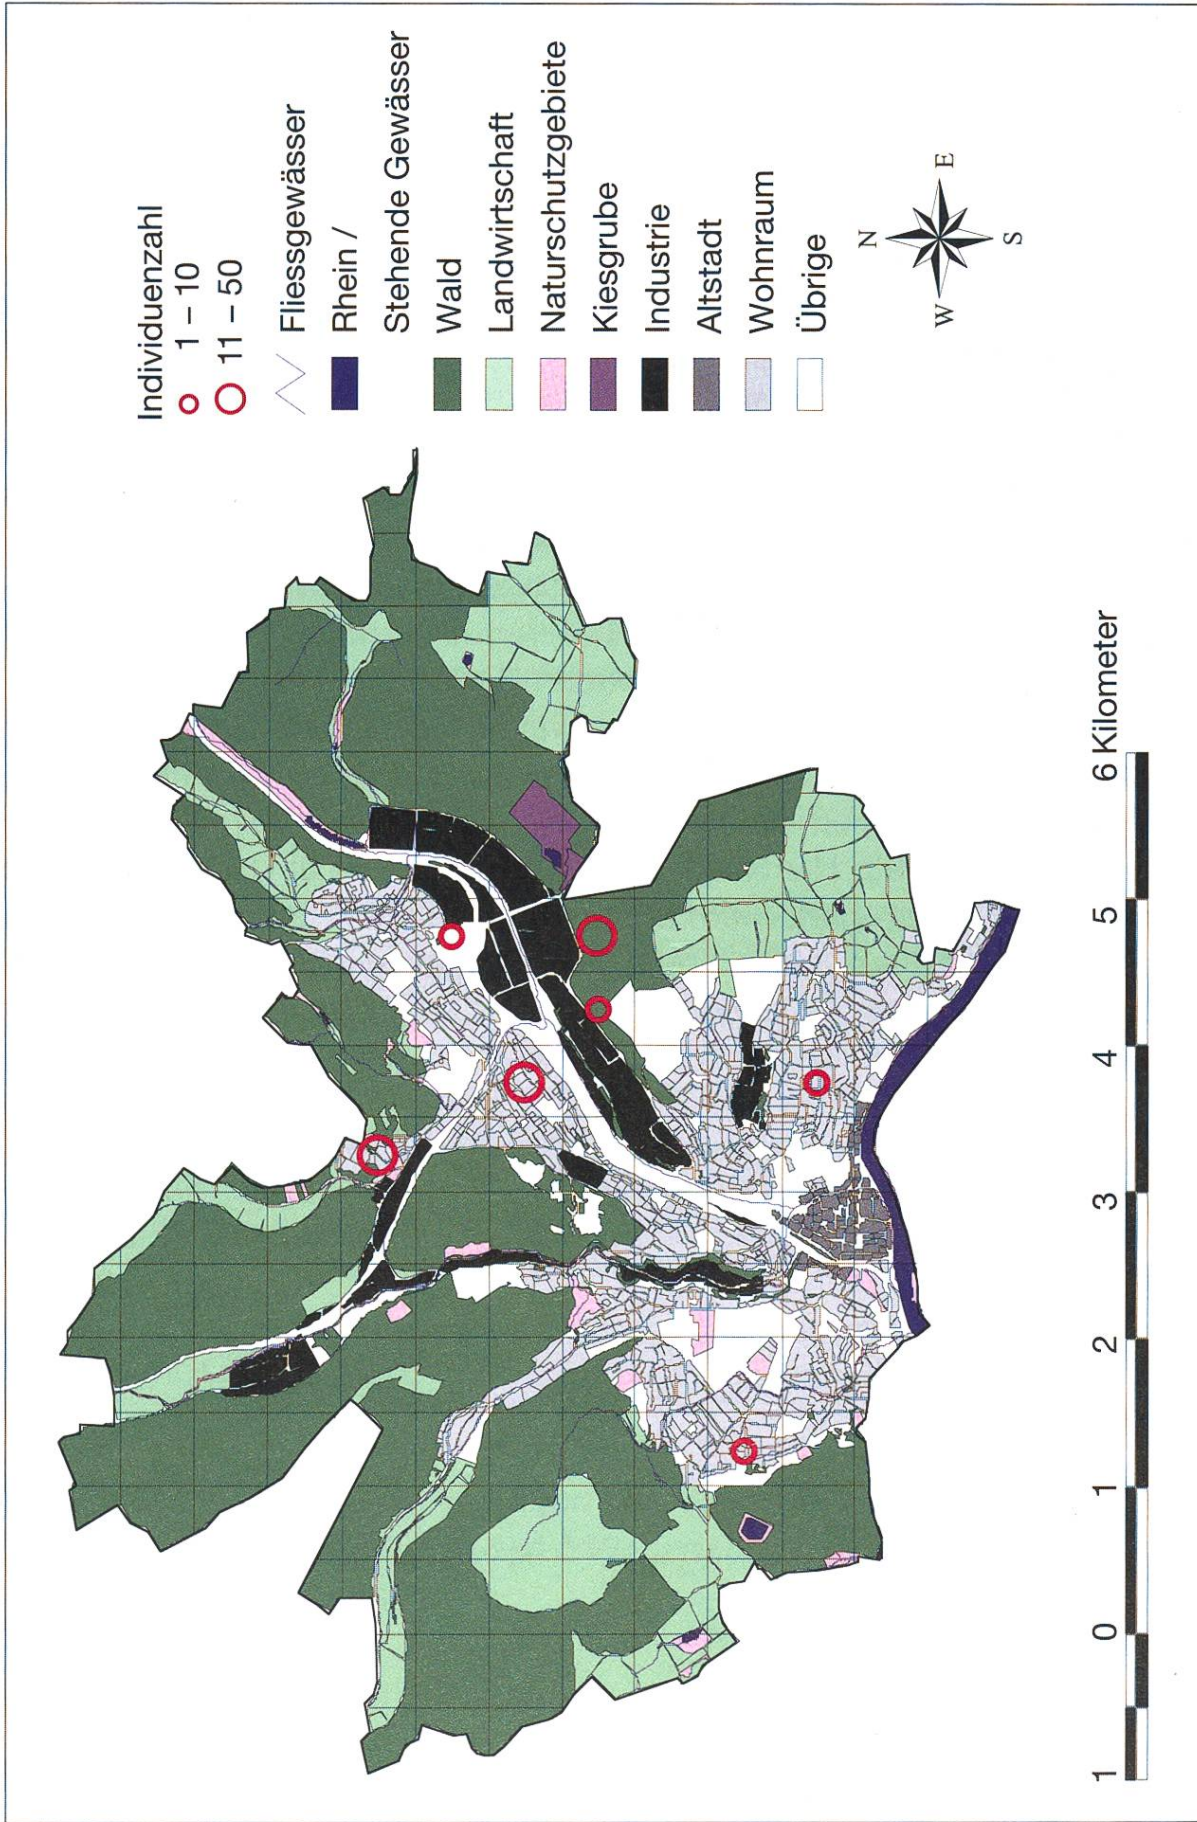 Individuenzahl
1 – 10
11 – 50
Fliessgewässer
Rhein /
Stehende Gewässer
Wald
Landwirtschaft
Naturschutzgebiete
Kiesgrube
Industrie
Altstadt
Wohnraum
Übrige
N
W
E
S
1 0 1 2 3 4 5 6 Kilometer